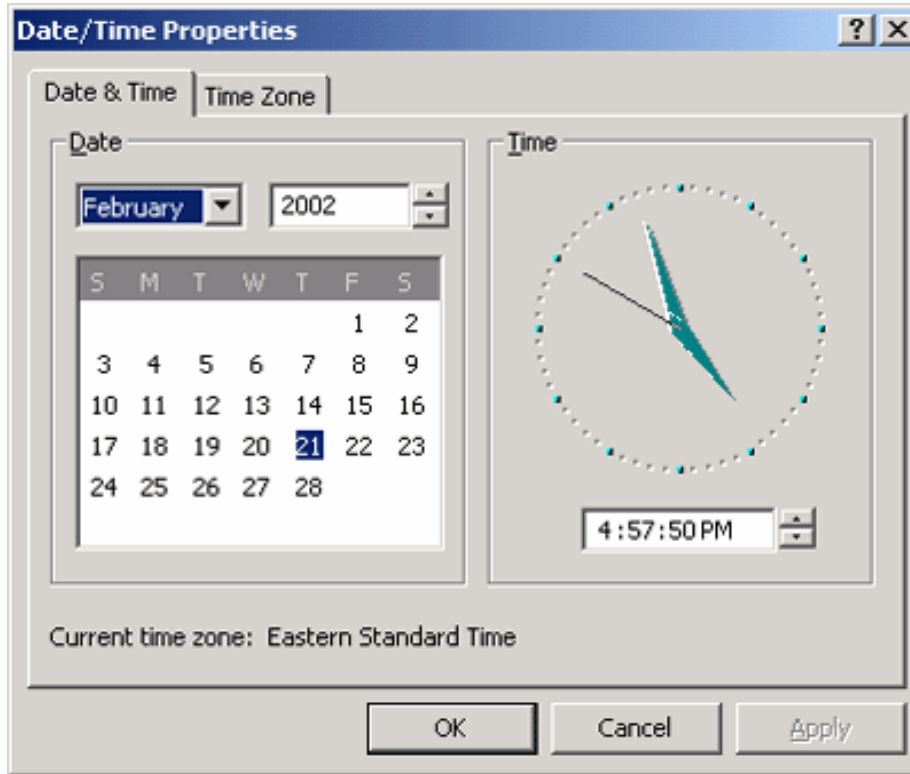 Date/Time Properties
Date & Time Time Zone
Date
February 2002
S M T W T F S
1 2
3 4 5 6 7 8 9
10 11 12 13 14 15 16
17 18 19 20 21 22 23
24 25 26 27 28
Time
4:57:50 PM
Current time zone: Eastern Standard Time
OK Cancel Apply